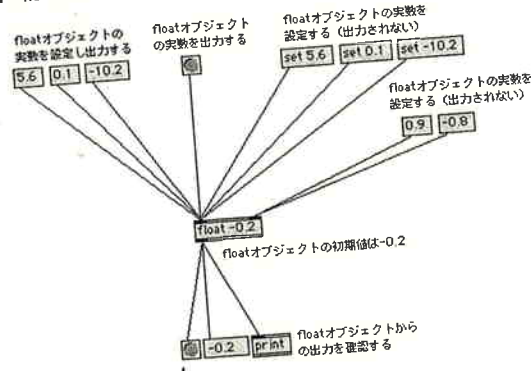 floatオブジェクトの
実数を設定し出力する
5.6 0.1 -10.2
floatオブジェクト
の実数を出力する
floatオブジェクトの実数を
設定する（出力されない）
set 5.6 set 0.1 set -10.2
floatオブジェクトの実数を
設定する（出力されない）
0.9 -0.8
float -0.2
floatオブジェクトの初期値は-0.2
-0.2 print
floatオブジェクトから
の出力を確認する